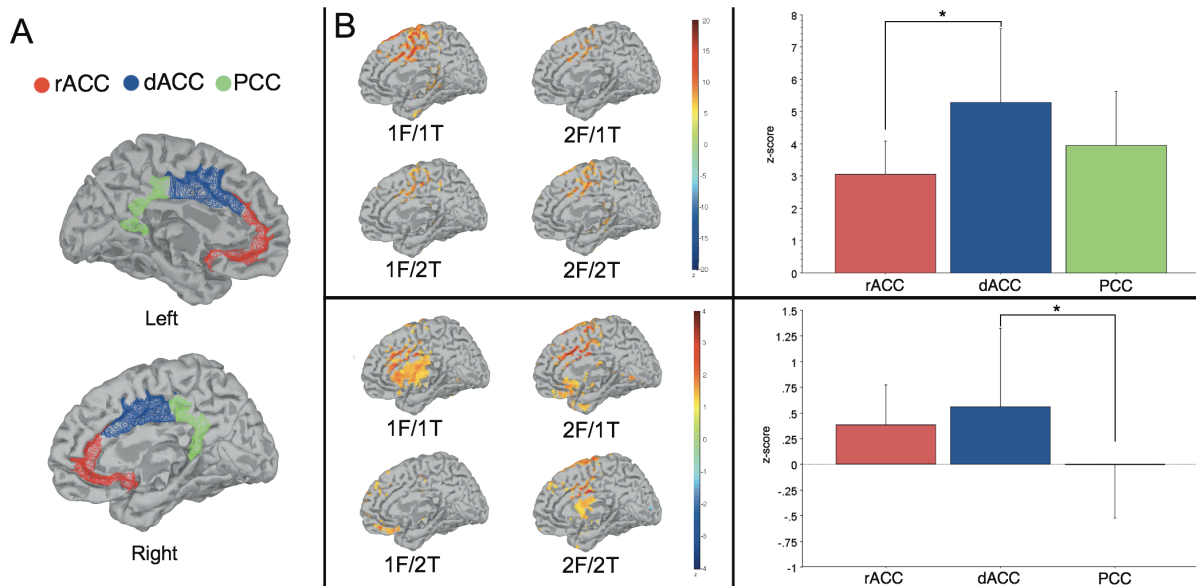 A
rACC dACC PCC
Left
Right
B
1F/1T 2F/1T
1F/2T 2F/2T
20
15
10
5
0
-5
-10
-15
-20
z
z-score
8
7
6
5
4
3
2
1
0
*
rACC dACC PCC
1F/1T 2F/1T
1F/2T 2F/2T
4
3
2
1
0
-1
-2
-3
-4
z
z-score
1.5
1.25
1
.75
.5
.25
0
-.25
-.5
-.75
-1
*
rACC dACC PCC